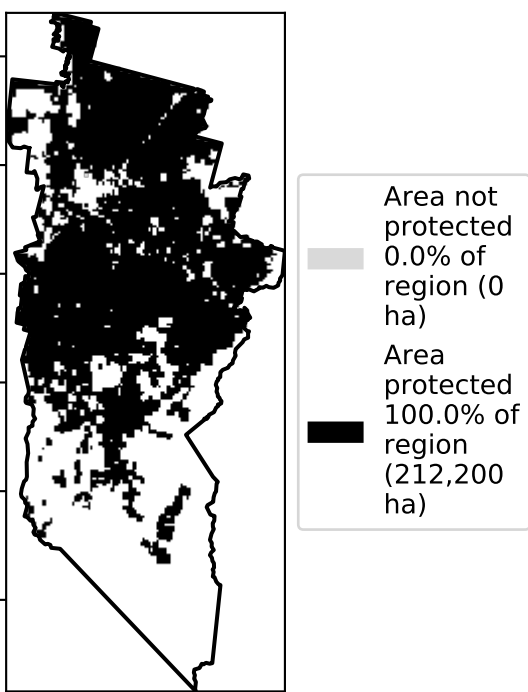 Area not
protected
0.0% of
region (0
ha)
Area
protected
100.0% of
region
(212,200
ha)